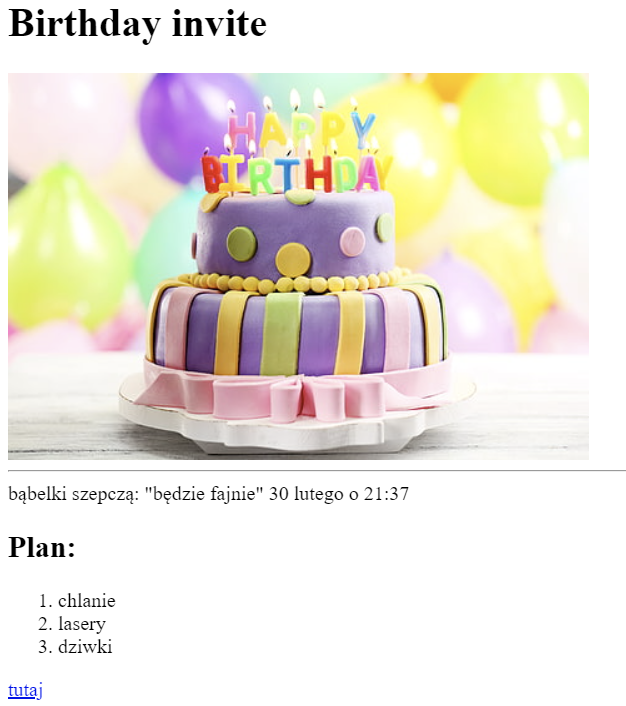 Birthday invite
HAPPY
BIRTHDAY
bąbelki szepczą: "będzie fajnie" 30 lutego o 21:37
Plan:
1. chlanie
2. lasery
3. dziwki
tutaj